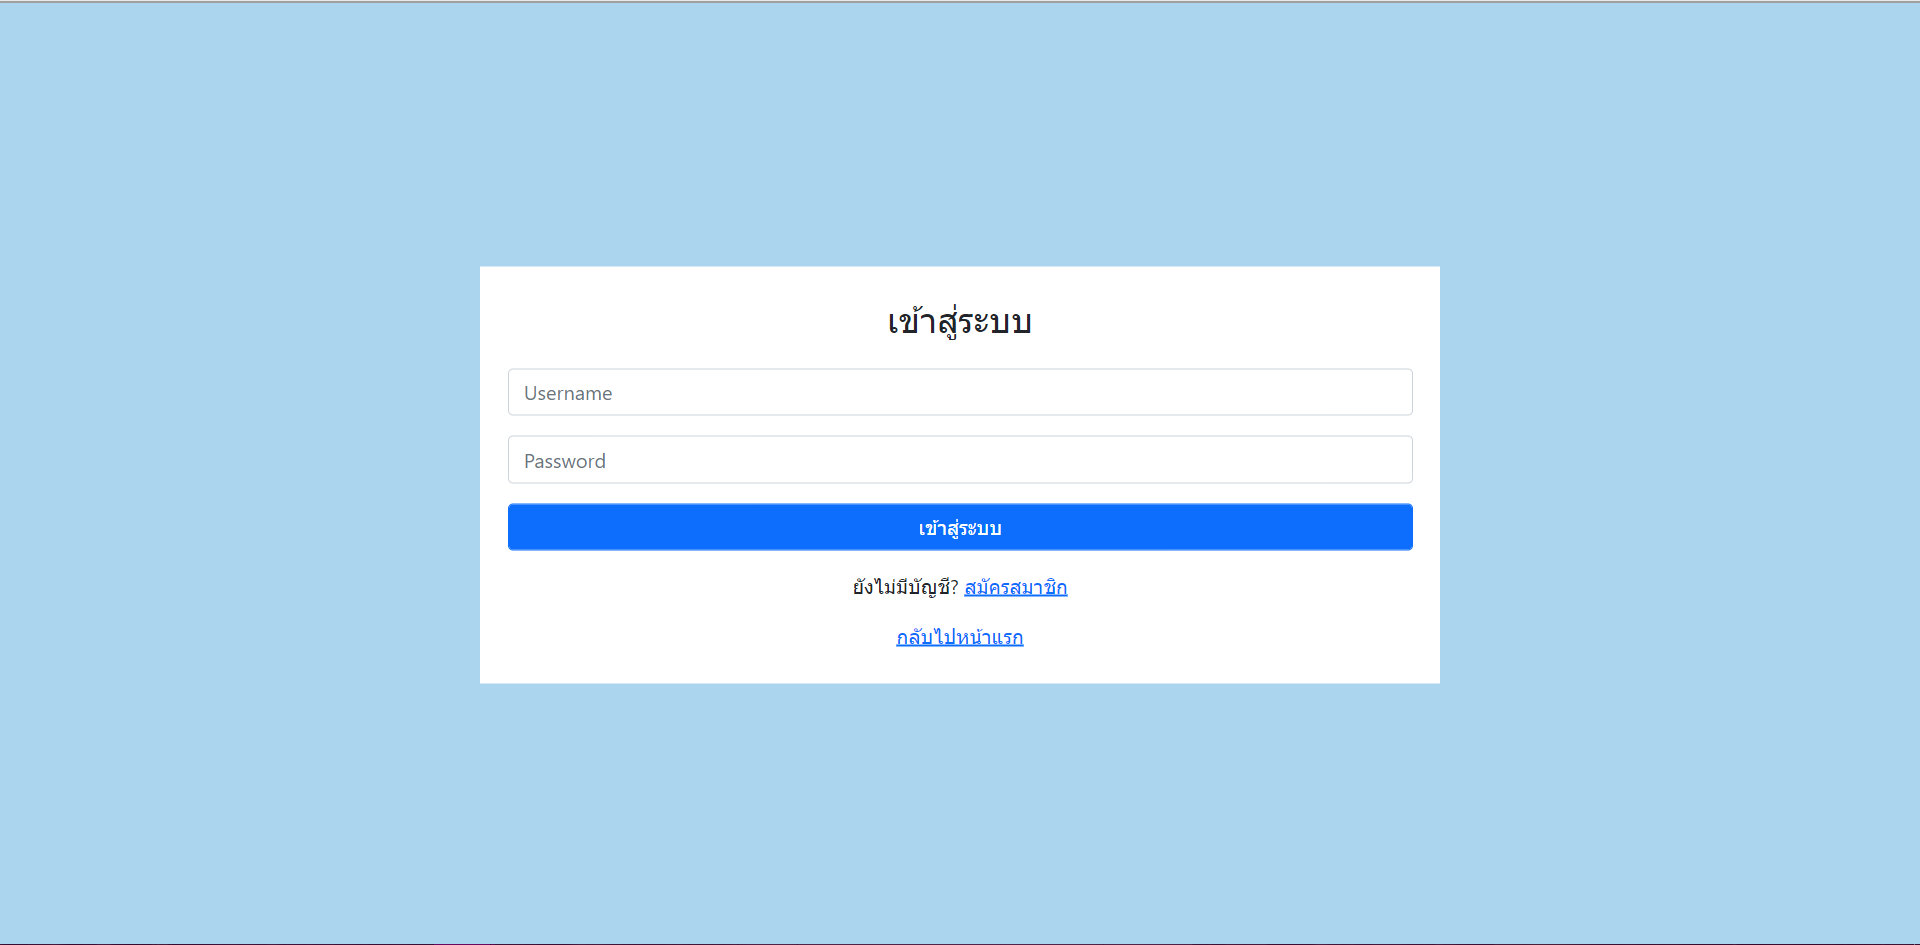 เข้าสู่ระบบ
Username
Password
เข้าสู่ระบบ
ยังไม่มีบัญชี? สมัครสมาชิก
กลับไปหน้าแรก